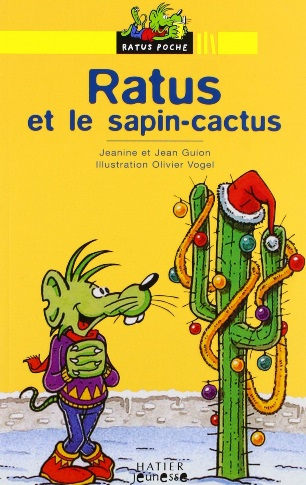 RATUS POCHE
Ratus
et le sapin-cactus
Jeanine et Jean Guion
Illustration Olivier Vogel
HATIER
jeunesse